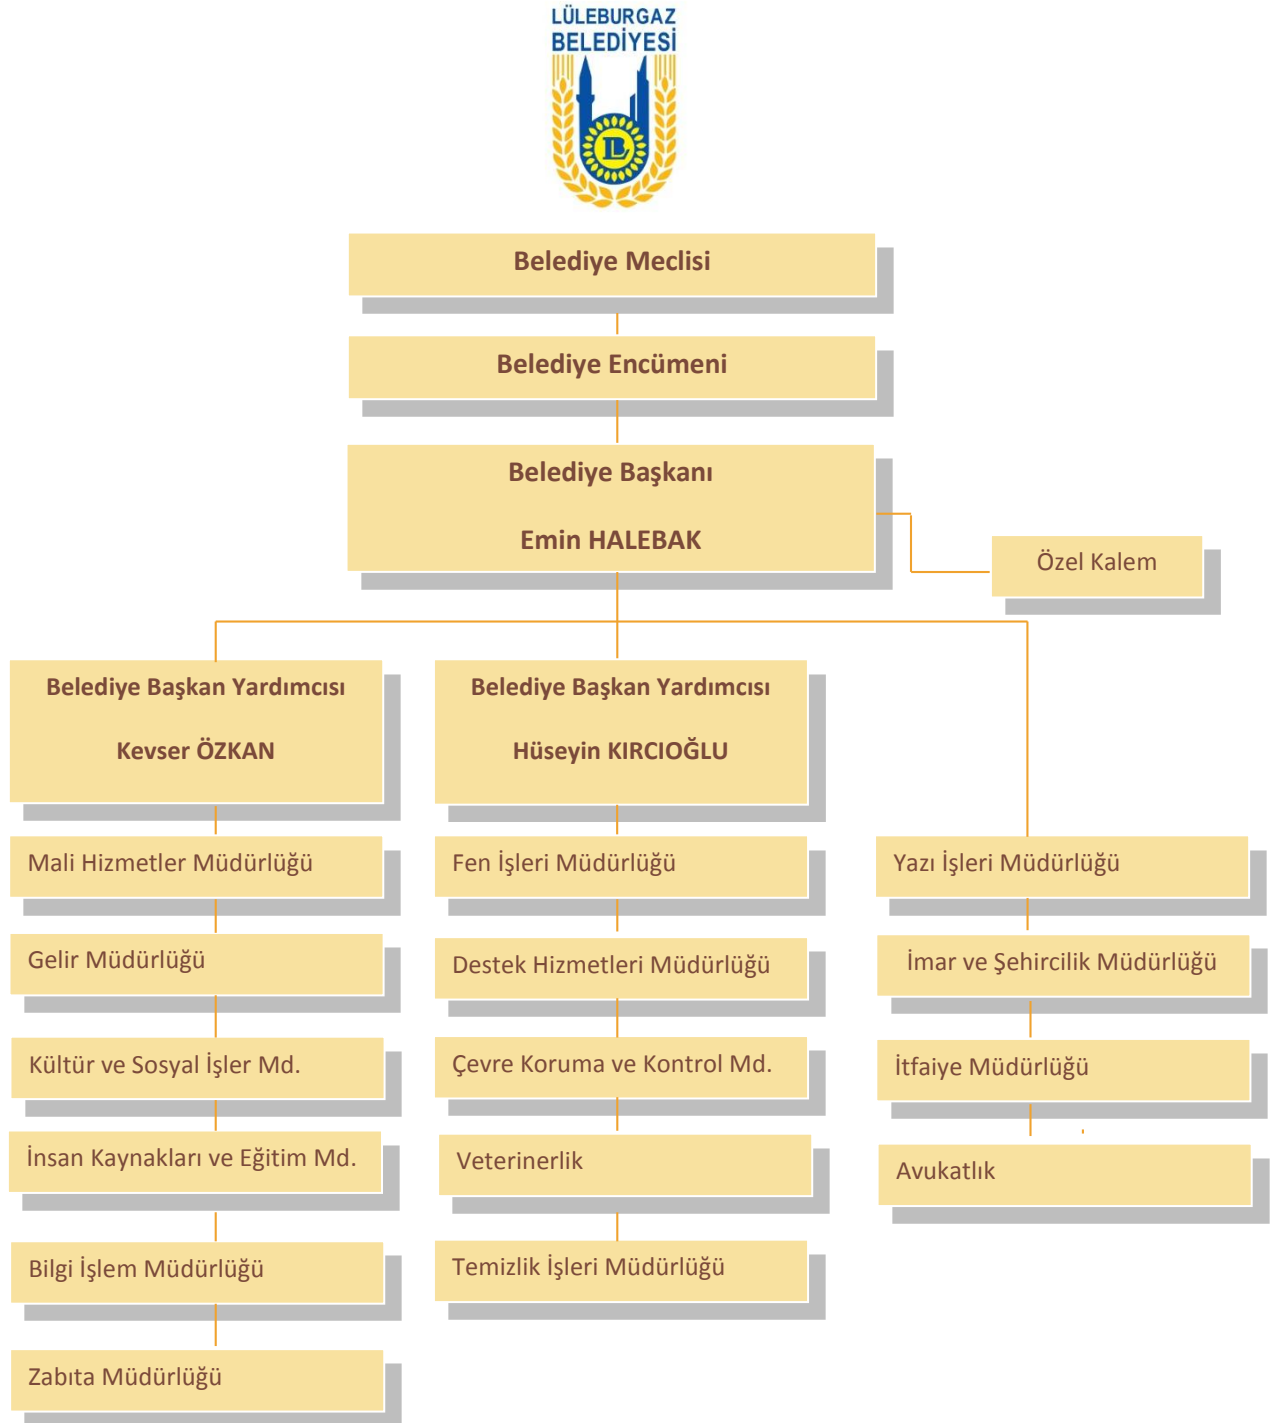 LÜLEBURGAZ
BELEDİYESİ
LB
Belediye Meclisi
Belediye Encümeni
Belediye Başkanı
Emin HALEBAK
Özel Kalem
Belediye Başkan Yardımcısı
Kevser ÖZKAN
Belediye Başkan Yardımcısı
Hüseyin KIRCIOĞLU
Mali Hizmetler Müdürlüğü
Gelir Müdürlüğü
Kültür ve Sosyal İşler Md.
İnsan Kaynakları ve Eğitim Md.
Bilgi İşlem Müdürlüğü
Zabıta Müdürlüğü
Fen İşleri Müdürlüğü
Destek Hizmetleri Müdürlüğü
Çevre Koruma ve Kontrol Md.
Veterinerlik
Temizlik İşleri Müdürlüğü
Yazı İşleri Müdürlüğü
İmar ve Şehircilik Müdürlüğü
İtfaiye Müdürlüğü
Avukatlık